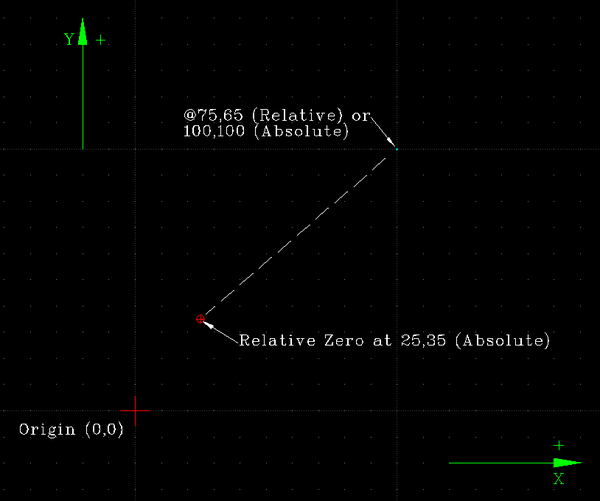 Y +
@75,65 (Relative) or
100,100 (Absolute)
Relative Zero at 25,35 (Absolute)
Origin (0,0)
+
X